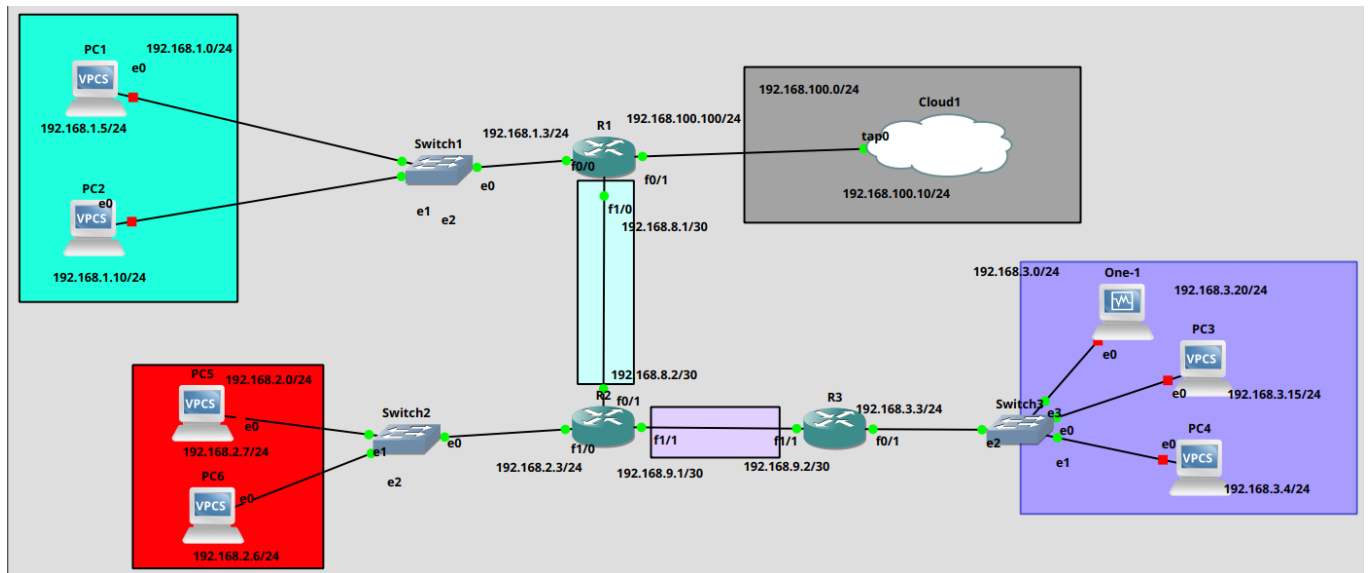 PC1
192.168.1.0/24
e0
VPCS
192.168.1.5/24
PC2
e0
VPCS
192.168.1.10/24
Switch1
e0
e1
e2
192.168.1.3/24
R1
192.168.100.100/24
f0/0
f0/1
f1/0
192.168.8.1/30
192.168.100.0/24
Cloud1
tap0
192.168.100.10/24
192.168.8.2/30
R2
f0/1
f1/0
f1/1
192.168.2.3/24
192.168.9.1/30
PC5
192.168.2.0/24
VPCS
e0
192.168.2.7/24
PC6
e0
VPCS
192.168.2.6/24
Switch2
e0
e1
e2
R3
192.168.3.3/24
f1/1
f0/1
192.168.9.2/30
192.168.3.0/24
One-1
192.168.3.20/24
e0
PC3
VPCS
e0
192.168.3.15/24
Switch3
e3
e0
e2
e1
PC4
e0
VPCS
192.168.3.4/24